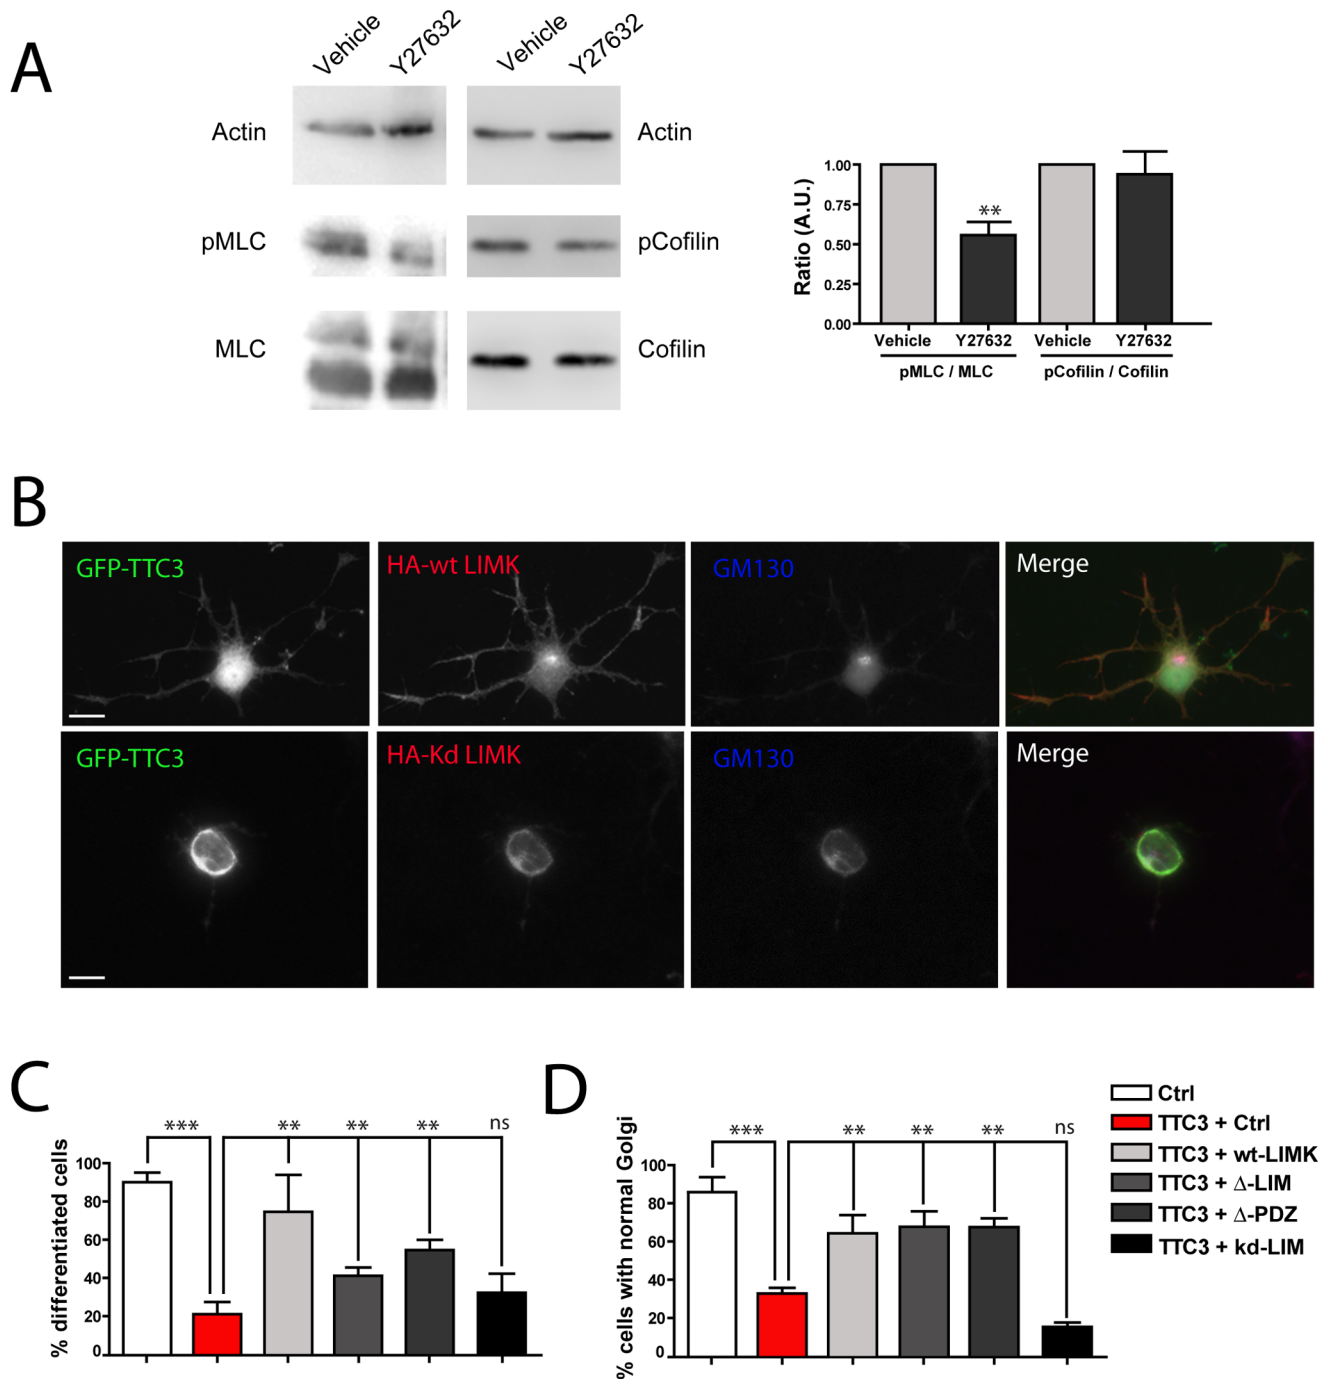 A
Vehicle
Y27632
Vehicle
Y27632
Actin
Actin
pMLC
pCofilin
MLC
Cofilin
Ratio (A.U.)
1.00
0.75
0.50
0.25
0.00
**
Vehicle
Y27632
Vehicle
Y27632
pMLC / MLC
pCofilin / Cofilin
B
GFP-TTC3
HA-wt LIMK
GM130
Merge
GFP-TTC3
HA-Kd LIMK
GM130
Merge
C
% differentiated cells
100
80
60
40
20
0
***
**
**
**
ns
D
% cells with normal Golgi
100
80
60
40
20
0
***
**
**
**
ns
Ctrl
TTC3 + Ctrl
TTC3 + wt-LIMK
TTC3 + Δ-LIM
TTC3 + Δ-PDZ
TTC3 + kd-LIM